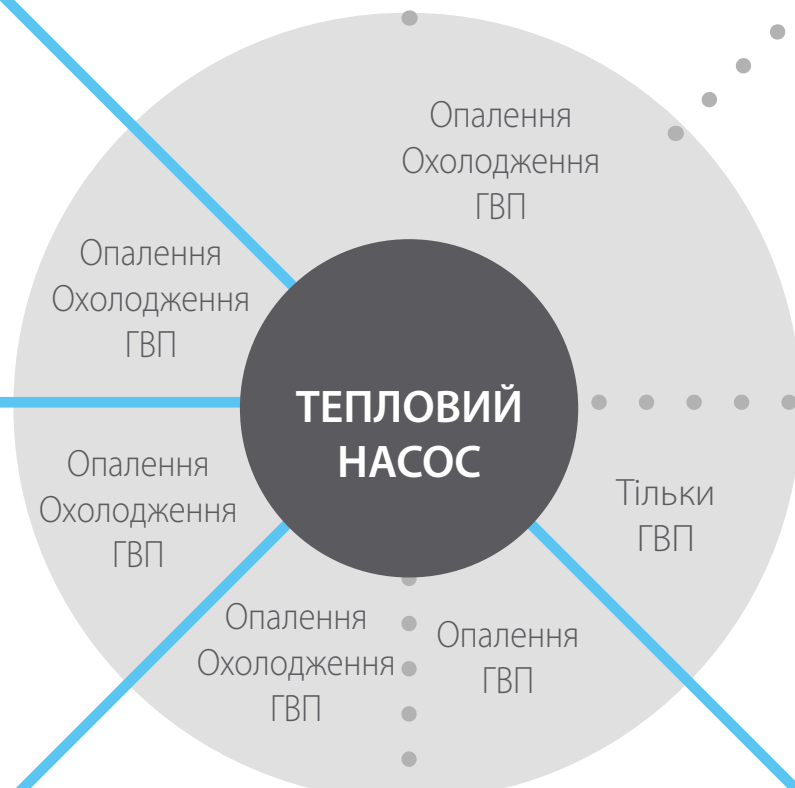 Опалення
Охолодження
ГВП
Опалення
Охолодження
ГВП
ТЕПЛОВИЙ
НАСОС
Опалення
Охолодження
ГВП
Тільки
ГВП
Опалення
Охолодження
ГВП
Опалення
ГВП